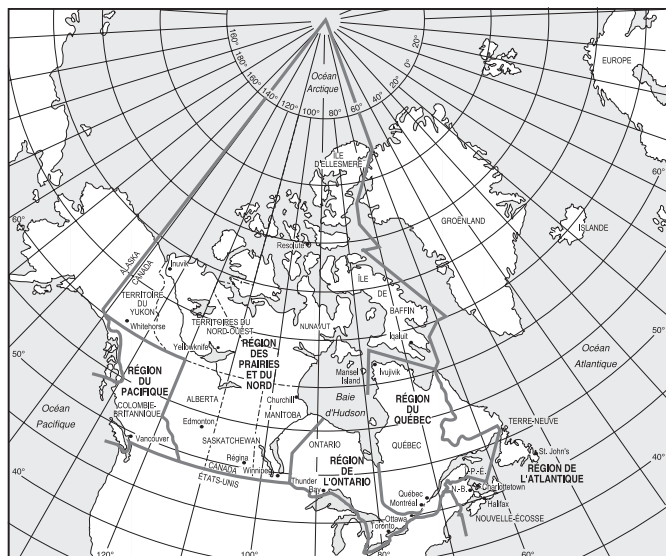 160°
180°
160°
140°
120°
100°
80°
60°
40°
20°
0°
20°
Océan
Arctique
EUROPE
ÎLE
D'ELLESMERE
GROENLAND
ISLANDE
60°
60°
Resolute
ALASKA
CANADA
Inuvik
TERRITOIRE
DU YUKON
Whitehorse
TERRITOIRES DU
NORD-OUEST
Yellowknife
NUNAVUT
ÎLE
DE
BAFFIN
Iqaluit
RÉGION
DES
PRAIRIES
ET DU
NORD
50°
50°
Océan
Atlantique
Mansel
Island
Ivujivik
RÉGION
DU
PACIFIQUE
COLOMBIE-
BRITANNIQUE
Océan
Pacifique
Vancouver
ALBERTA
Edmonton
SASKATCHEWAN
Régina
Churchill
MANITOBA
Winnipeg
Baie
d'Hudson
RÉGION
DU
QUÉBEC
QUÉBEC
TERRE-NEUVE
St. John's
RÉGION DE
L'ATLANTIQUE
ONTARIO
RÉGION
DE
L'ONTARIO
CANADA
ETATS-UNIS
Thunder
Bay
Québec
Montréal
Ottawa
Toronto
I.-P.-E.
N.-B.
Charlottetown
Halifax
NOUVELLE-ÉCOSSE
40°
40°
120°
100°
80°
60°